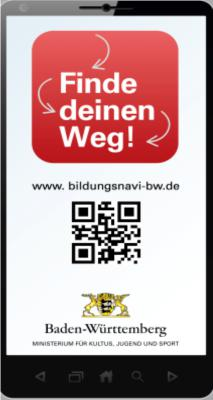 Finde
deinen
Weg!
www. bildungsnavi-bw.de
Baden-Württemberg
MINISTERIUM FÜR KULTUS, JUGEND UND SPORT